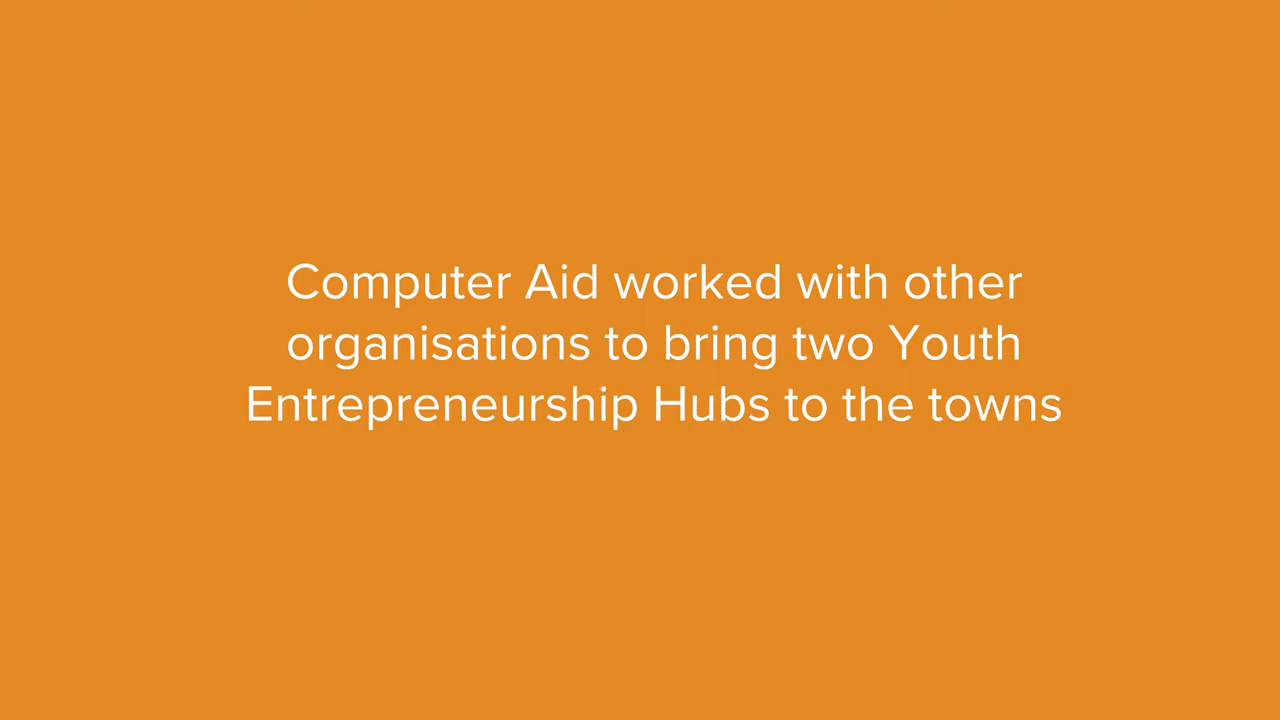 Computer Aid worked with other
organisations to bring two Youth
Entrepreneurship Hubs to the towns